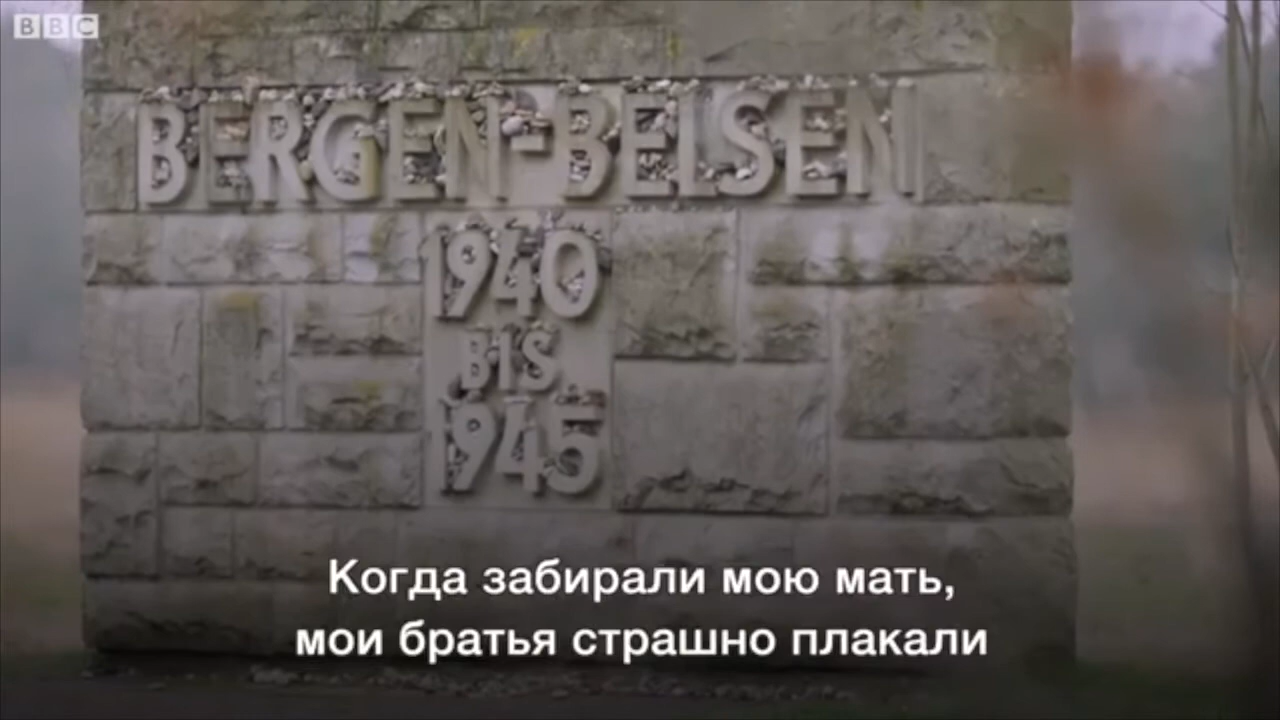 BBC
BERGEN-BELSEN
1940
BIS
1945
Когда забирали мою мать,
мои братья страшно плакали